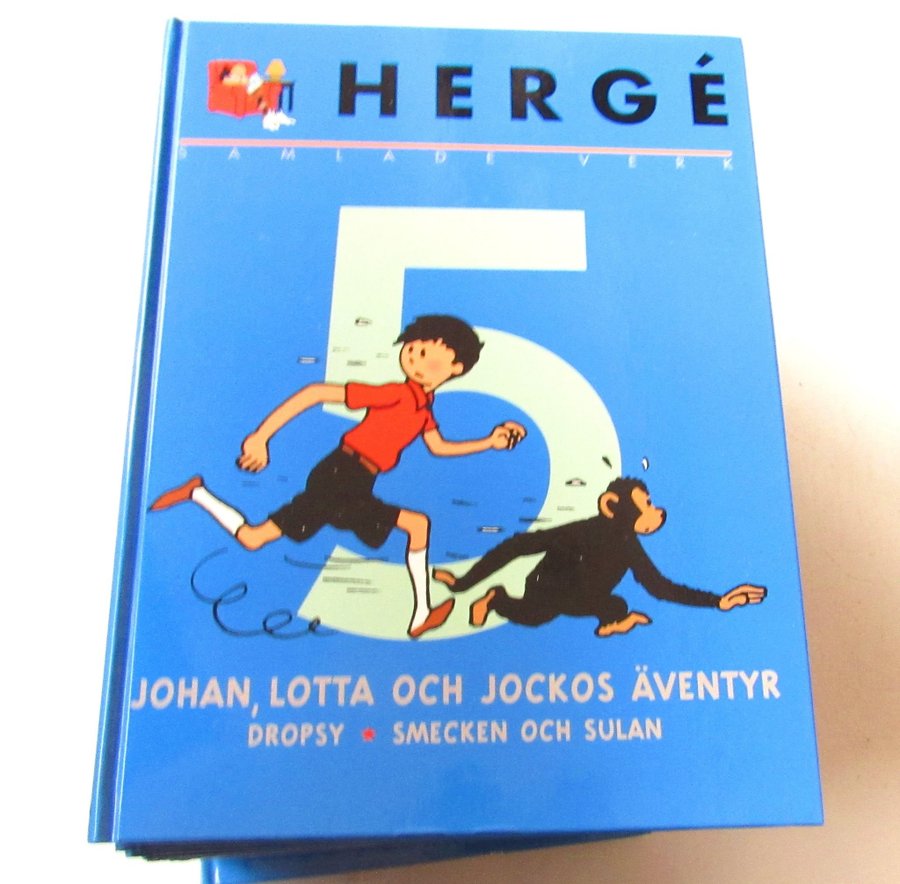 HERGÉ
SAMLADE VERK
5
JOHAN, LOTTA OCH JOCKOS ÄVENTYR
DROPSY * SMECKEN OCH SULAN